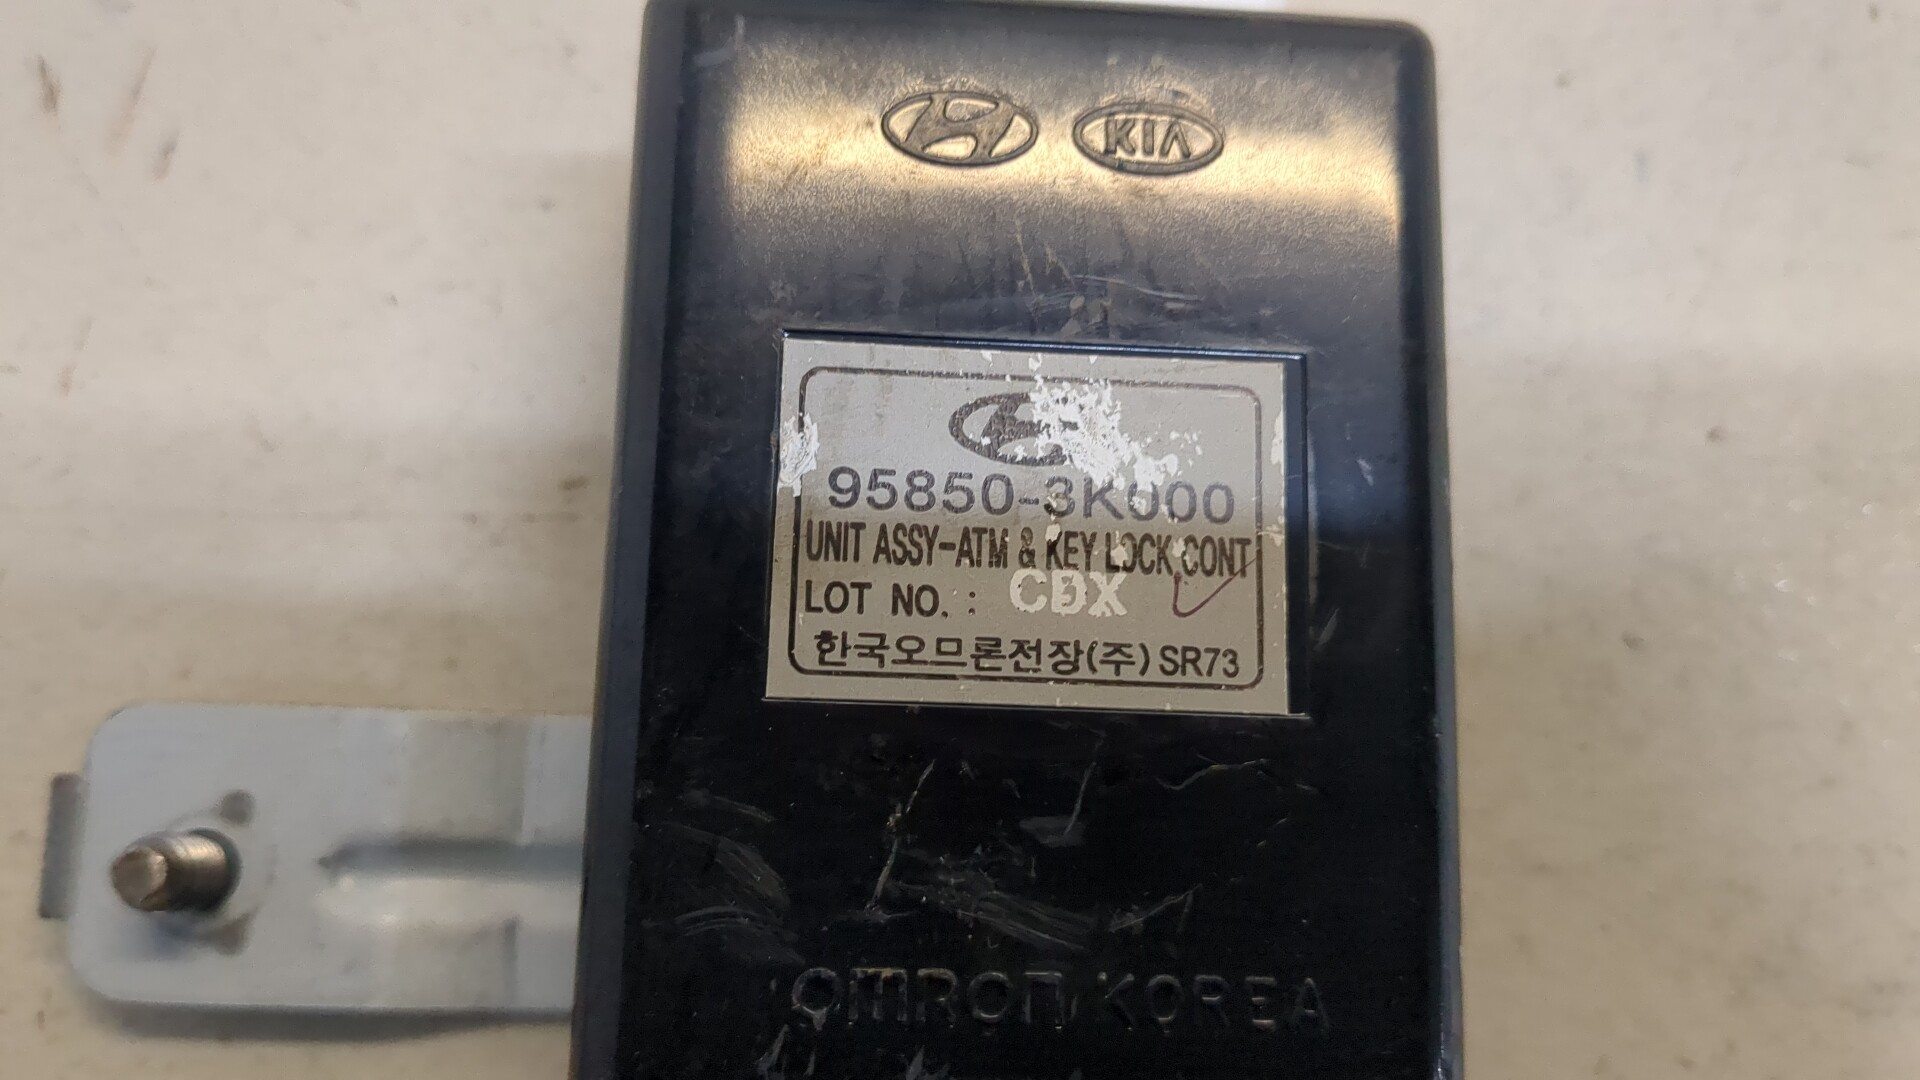 KIA
95850-3K000
UNIT ASSY-ATM & KEY LOCK CONT
LOT NO. : CDX
한국오므론전장(주) SR73
OMRON KOREA